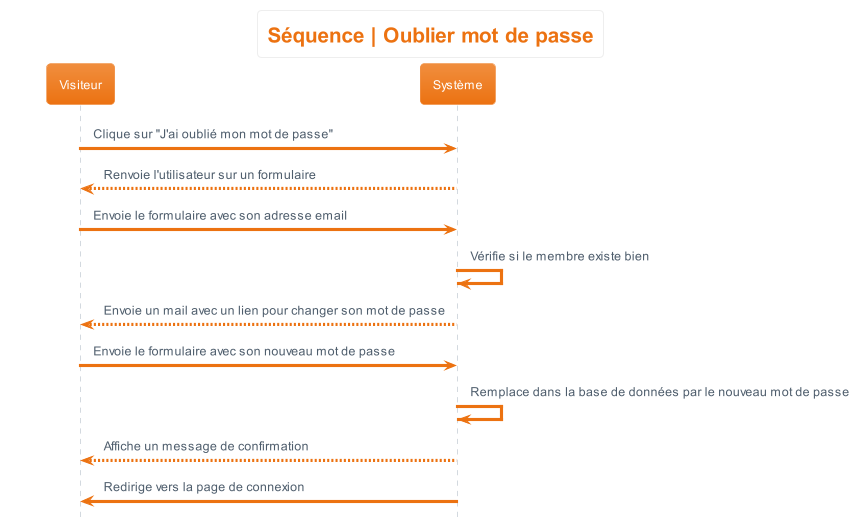 Séquence | Oublier mot de passe
Visiteur
Système
Clique sur "J'ai oublié mon mot de passe"
Renvoie l'utilisateur sur un formulaire
Envoie le formulaire avec son adresse email
Vérifie si le membre existe bien
Envoie un mail avec un lien pour changer son mot de passe
Envoie le formulaire avec son nouveau mot de passe
Remplace dans la base de données par le nouveau mot de passe
Affiche un message de confirmation
Redirige vers la page de connexion